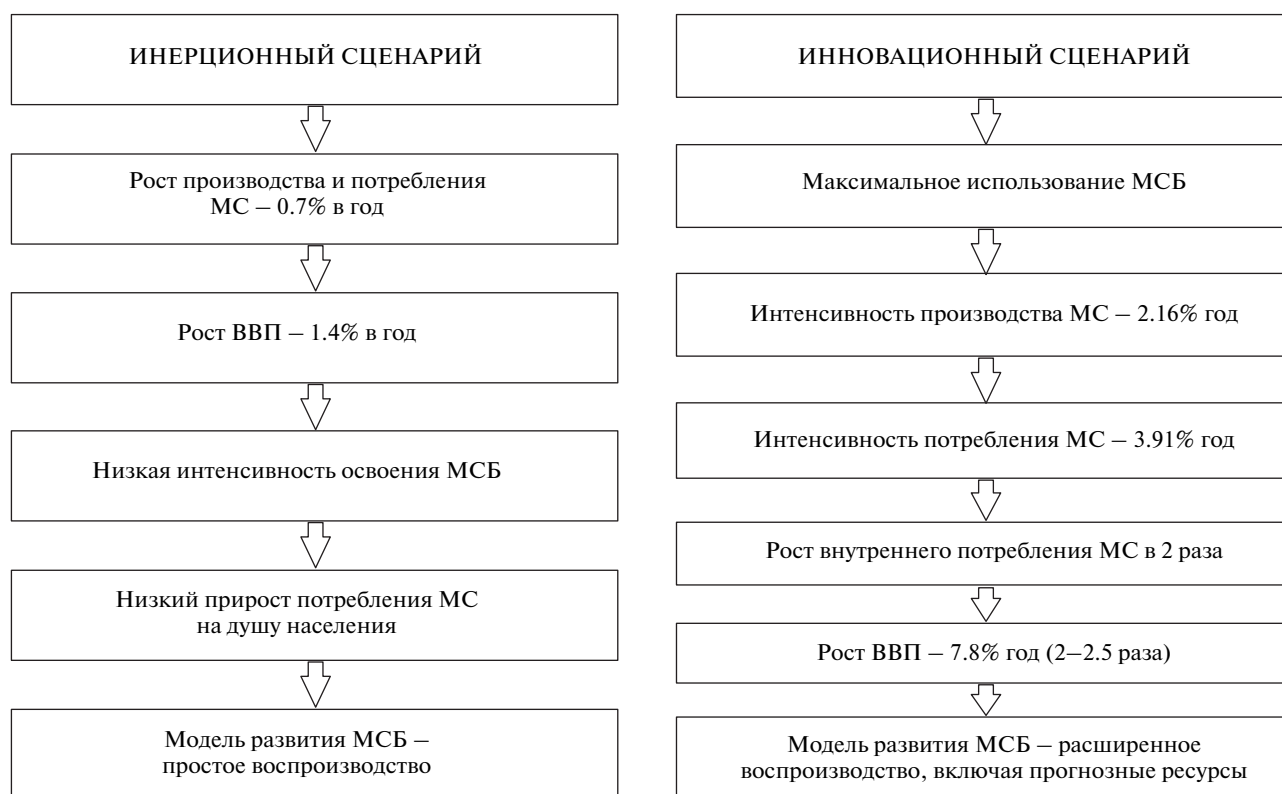 ИНЕРЦИОННЫЙ СЦЕНАРИЙ
Рост производства и потребления
МС – 0.7% в год
Рост ВВП – 1.4% в год
Низкая интенсивность освоения МСБ
Низкий прирост потребления МС
на душу населения
Модель развития МСБ –
простое воспроизводство
ИННОВАЦИОННЫЙ СЦЕНАРИЙ
Максимальное использование МСБ
Интенсивность производства МС – 2.16% год
Интенсивность потребления МС – 3.91% год
Рост внутреннего потребления МС в 2 раза
Рост ВВП – 7.8% год (2–2.5 раза)
Модель развития МСБ – расширенное
воспроизводство, включая прогнозные ресурсы